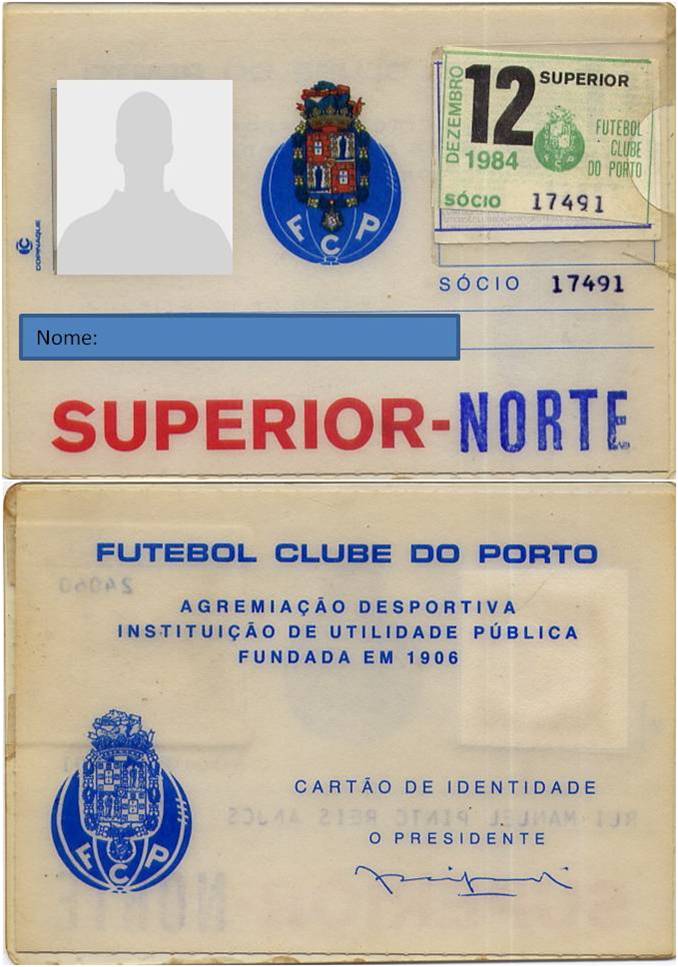 12 SUPERIOR
DEZEMBRO
1984
FUTEBOL
CLUBE
DO PORTO
SÓCIO 17491
FCP
COPINAQUE
SÓCIO 17491
Nome:
SUPERIOR-NORTE
FUTEBOL CLUBE DO PORTO
AGREMIAÇÃO DESPORTIVA
INSTITUIÇÃO DE UTILIDADE PÚBLICA
FUNDADA EM 1906
FCP
CARTÃO DE IDENTIDADE
O PRESIDENTE